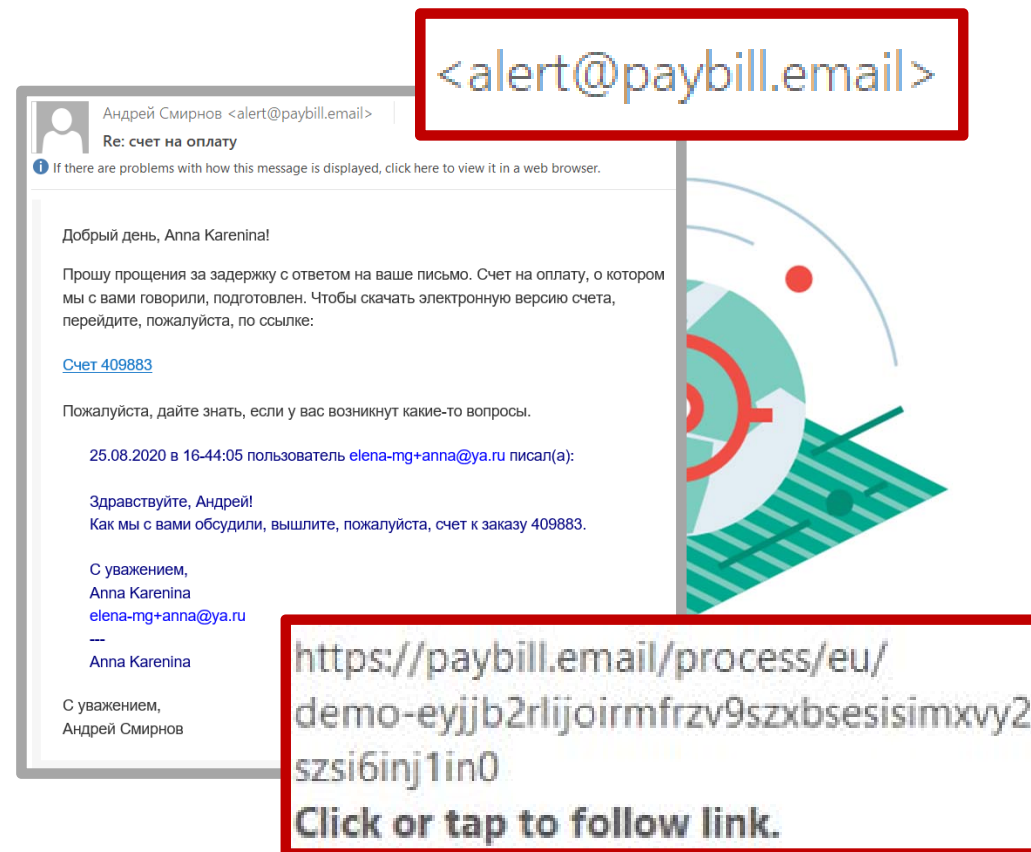 <alert@paybill.email>
Андрей Смирнов <alert@paybill.email>
Re: счет на оплату
If there are problems with how this message is displayed, click here to view it in a web browser.
Добрый день, Anna Karenina!
Прошу прощения за задержку с ответом на ваше письмо. Счет на оплату, о котором
мы с вами говорили, подготовлен. Чтобы скачать электронную версию счета,
перейдите, пожалуйста, по ссылке:
Счет 409883
Пожалуйста, дайте знать, если у вас возникнут какие-то вопросы.
25.08.2020 в 16-44:05 пользователь elena-mg+anna@ya.ru писал(а):
Здравствуйте, Андрей!
Как мы с вами обсудили, вышлите, пожалуйста, счет к заказу 409883.
С уважением,
Anna Karenina
elena-mg+anna@ya.ru
---
Anna Karenina
С уважением,
Андрей Смирнов
https://paybill.email/process/eu/
demo-eyjjb2rlijoirmfrzv9szxbsesisimxvy2
szsi6inj1in0
Click or tap to follow link.